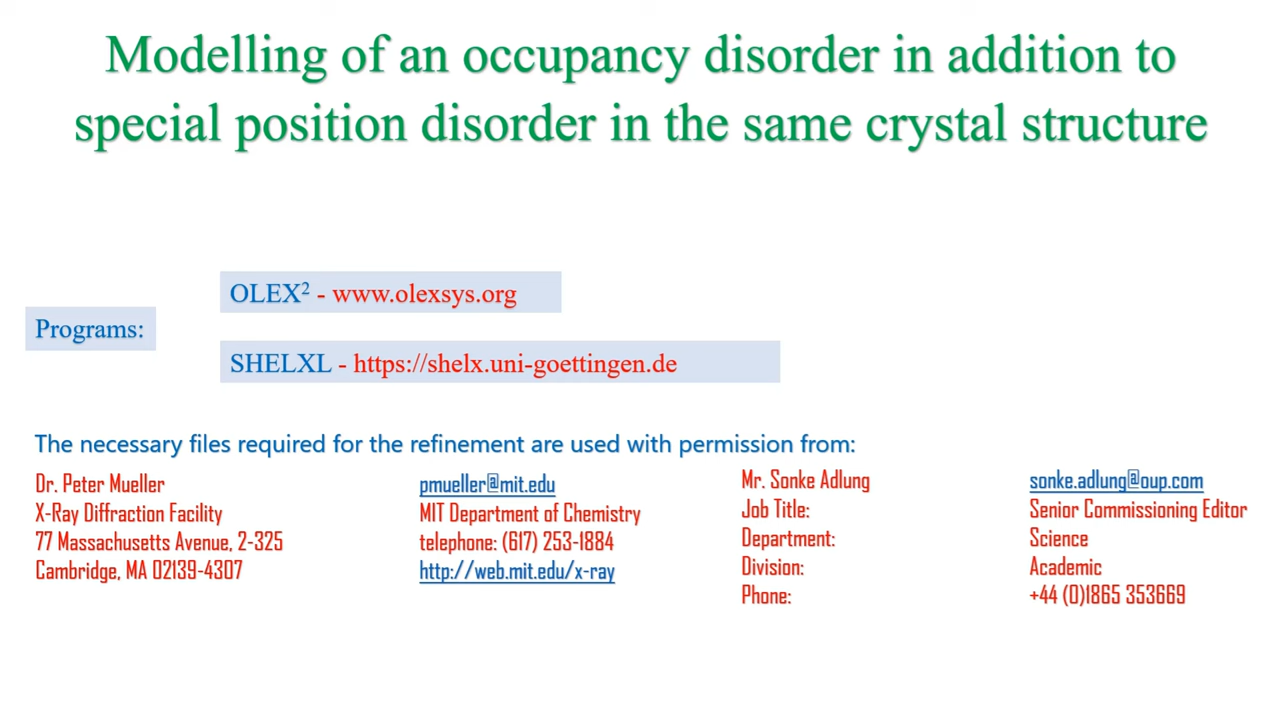 Modelling of an occupancy disorder in addition to
special position disorder in the same crystal structure
OLEX² - www.olexsys.org
Programs:
SHELXL - https://shelx.uni-goettingen.de
The necessary files required for the refinement are used with permission from:
Dr. Peter Mueller
X-Ray Diffraction Facility
77 Massachusetts Avenue, 2-325
Cambridge, MA 02139-4307
pmueller@mit.edu
MIT Department of Chemistry
telephone: (617) 253-1884
http://web.mit.edu/x-ray
Mr. Sonke Adlung
Job Title:
Department:
Division:
Phone:
sonke.adlung@oup.com
Senior Commissioning Editor
Science
Academic
+44 (0)1865 353669